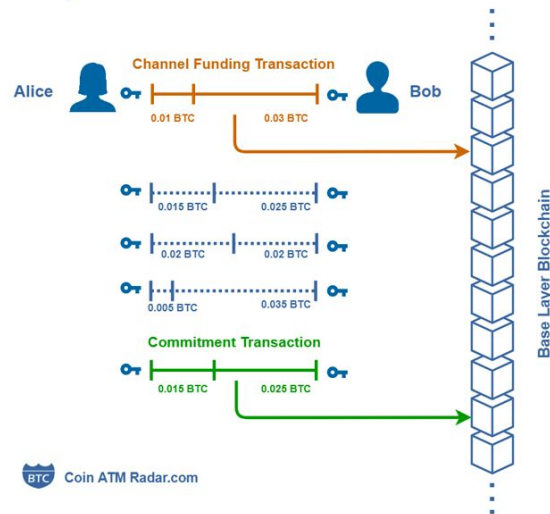 Channel Funding Transaction
Alice
Bob
0.01 BTC
0.03 BTC
0.015 BTC
0.025 BTC
0.02 BTC
0.02 BTC
0.005 BTC
0.035 BTC
Commitment Transaction
0.015 BTC
0.025 BTC
Base Layer Blockchain
BTC
Coin ATM Radar.com